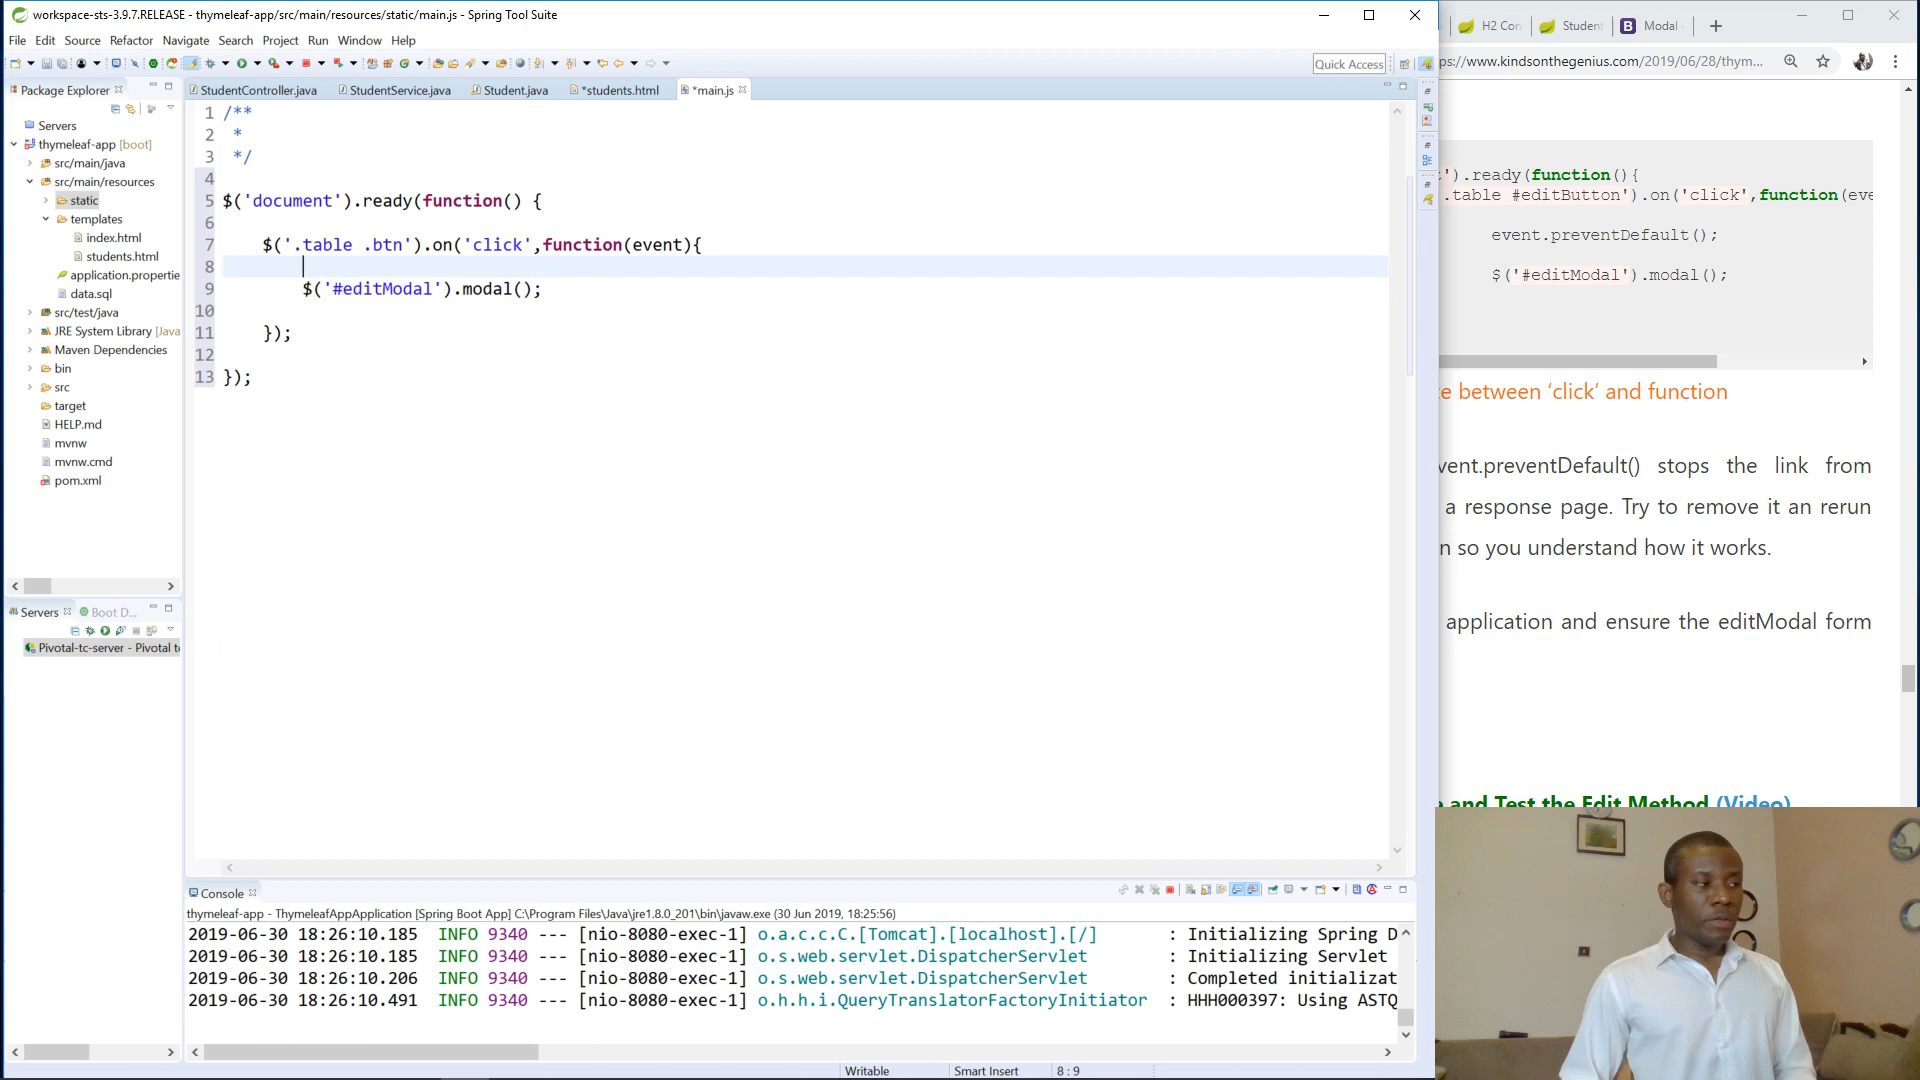 workspace-sts-3.9.7.RELEASE - thymeleaf-app/src/main/resources/static/main.js - Spring Tool Suite
File Edit Source Refactor Navigate Search Project Run Window Help
Quick Access
Package Explorer
Servers
thymeleaf-app [boot]
src/main/java
src/main/resources
static
templates
index.html
students.html
application.propertie
data.sql
src/test/java
JRE System Library [Java
Maven Dependencies
bin
src
target
HELP.md
mvnw
mvnw.cmd
pom.xml
Servers Boot D...
Pivotal-tc-server - Pivotal t
StudentController.java StudentService.java Student.java *students.html *main.js
1 /**
2 *
3 */
4
5 $('document').ready(function() {
6
7 $('.table .btn').on('click',function(event){
8
9 $('#editModal').modal();
10
11 });
12
13 });
Console
thymeleaf-app - ThymeleafAppApplication [Spring Boot App] C:\Program Files\Java\jre1.8.0_201\bin\javaw.exe (30 Jun 2019, 18:25:56)
2019-06-30 18:26:10.185 INFO 9340 --- [nio-8080-exec-1] o.a.c.c.C.[Tomcat].[localhost].[/] : Initializing Spring D
2019-06-30 18:26:10.185 INFO 9340 --- [nio-8080-exec-1] o.s.web.servlet.DispatcherServlet : Initializing Servlet
2019-06-30 18:26:10.206 INFO 9340 --- [nio-8080-exec-1] o.s.web.servlet.DispatcherServlet : Completed initializat
2019-06-30 18:26:10.491 INFO 9340 --- [nio-8080-exec-1] o.h.h.i.QueryTranslatorFactoryInitiator : HHH000397: Using ASTQ
Writable Smart Insert 8 : 9
H2 Con Student B Modal
ps://www.kindsonthegenius.com/2019/06/28/thym...
').ready(function(){
.table #editButton').on('click',function(eve
event.preventDefault();
$('#editModal').modal();
between 'click' and function
vent.preventDefault() stops the link from
a response page. Try to remove it an rerun
n so you understand how it works.
application and ensure the editModal form
and Test the Edit Method (Video)